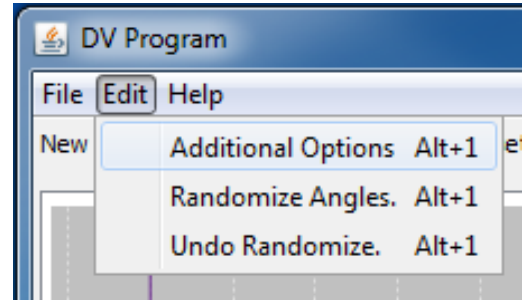 DV Program
File Edit Help
New
Additional Options Alt+1
Randomize Angles. Alt+1
Undo Randomize. Alt+1